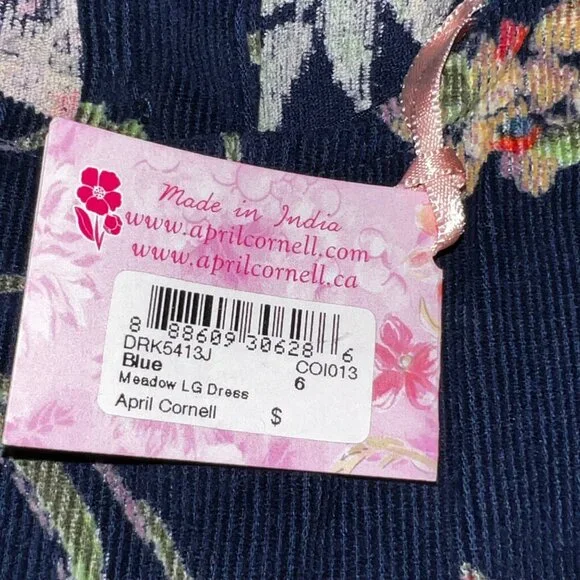 Made in India
www.aprilcornell.com
www.aprilcornell.ca
8 88609 30628 6
DRK5413J COI013
Blue 6
Meadow LG Dress
April Cornell $